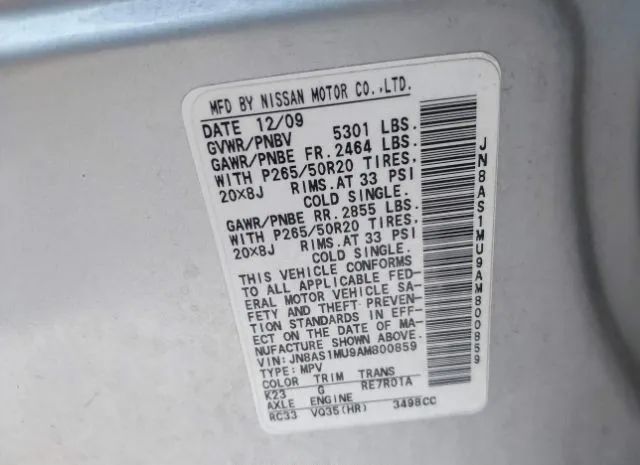 MFD BY NISSAN MOTOR CO.,LTD.
DATE 12/09
GVWR/PNBV 5301 LBS.
GAWR/PNBE FR. 2464 LBS.
WITH P265/50R20 TIRES,
20X8J RIMS. AT 33 PSI
COLD SINGLE.
GAWR/PNBE RR. 2855 LBS.
WITH P265/50R20 TIRES,
20X8J RIMS. AT 33 PSI
COLD SINGLE.
THIS VEHICLE CONFORMS
TO ALL APPLICABLE FED-
ERAL MOTOR VEHICLE SA-
FETY AND THEFT PREVEN-
TION STANDARDS IN EFF-
ECT ON THE DATE OF MA-
NUFACTURE SHOWN ABOVE.
VIN: JN8AS1MU9AM800859
TYPE: MPV
COLOR TRIM TRANS
K23 G RE7R01A
AXLE ENGINE
RC33 VQ35(HR) 3498CC
JN8AS1MU9AM800859